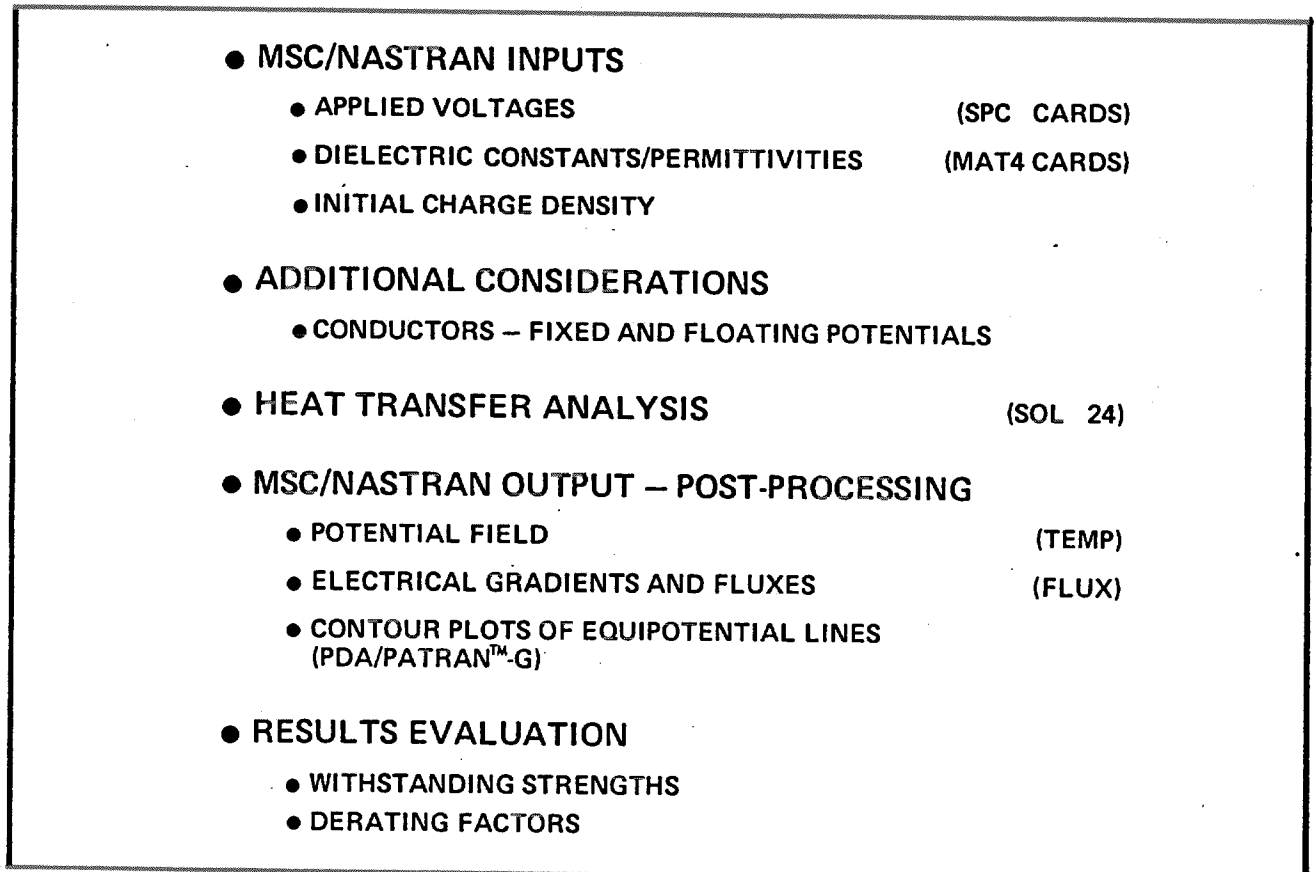 ● MSC/NASTRAN INPUTS
● APPLIED VOLTAGES (SPC CARDS)
● DIELECTRIC CONSTANTS/PERMITTIVITIES (MAT4 CARDS)
● INITIAL CHARGE DENSITY
● ADDITIONAL CONSIDERATIONS
● CONDUCTORS – FIXED AND FLOATING POTENTIALS
● HEAT TRANSFER ANALYSIS (SOL 24)
● MSC/NASTRAN OUTPUT – POST-PROCESSING
● POTENTIAL FIELD (TEMP)
● ELECTRICAL GRADIENTS AND FLUXES (FLUX)
● CONTOUR PLOTS OF EQUIPOTENTIAL LINES
(PDA/PATRAN™-G)
● RESULTS EVALUATION
● WITHSTANDING STRENGTHS
● DERATING FACTORS